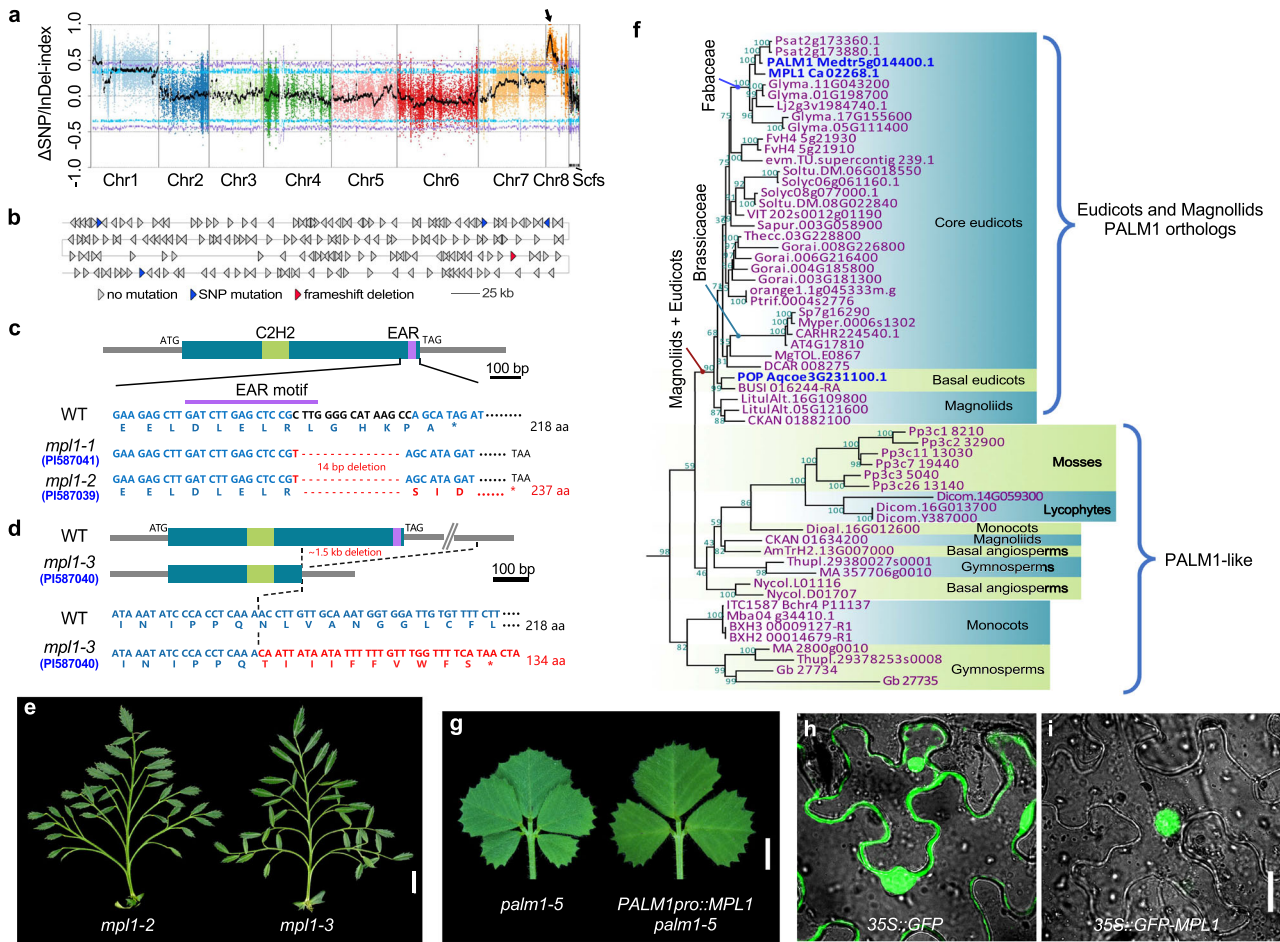 a
ΔSNP/InDel-index
1.0
0.5
0.0
0.5
-1.0
Chr1 Chr2 Chr3 Chr4 Chr5 Chr6 Chr7 Chr8 Scfs
b
no mutation SNP mutation frameshift deletion 25 kb
c
C2H2 EAR
ATG TAG
100 bp
EAR motif
WT GAA GAG CTT GAT CTT GAG CTC CGC TTG GGG CAT AAG CCA AGC ATA GAT ········
E E L D L E L R L G H K P A * 218 aa
mpl1-1 GAA GAG CTT GAT CTT GAG CTC CGT - - - - - - - - - - - - - - AGC ATA GAT ······ TAA
(PI587041) 14 bp deletion
mpl1-2 GAA GAG CTT GAT CTT GAG CTC CGT AGC ATA GAT ······ TAA
(PI587039) E E L D L E L R - - - - - - - - - - - - - - S I D ...... * 237 aa
d
WT ATG TAG
~1.5 kb deletion
mpl1-3
(PI587040) 100 bp
WT ATA AAT ATC CCA CCT CAA AAC CTT GTT GCA AAT GGT GGA TTG TGT TTT CTT ····
I N I P P Q N L V A N G G L C F L 218 aa
mpl1-3 ATA AAT ATC CCA CCT CAA ACA ATT ATA ATA TTT TTT GTT TGG TTT TCA TAA CTA
(PI587040) I N I P P Q T I I I F F V W F S * 134 aa
e
mpl1-2 mpl1-3
f
Fabaceae
Brassicaceae
Magnoliids + Eudicots
Psat2g173360.1
Psat2g173880.1
PALM1 Medtr5g014400.1
MPL1 Ca 02268.1
Glyma.11G043200
Glyma.01G198700
Lj2g3v1984740.1
Glyma.17G155600
Glyma.05G111400
FvH4 5g21930
FvH4 5g21910
evm.TU.supercontig 239.1
Soltu.DM.06G018550
Solyc06g061160.1
Solyc08g077000.1
Soltu.DM.08G022840
VIT 202s0012g01190
Sapur.003G058900
Thecc.03G228800
Gorai.008G226800
Gorai.006G216400
Gorai.004G185800
Gorai.003G181300
orange1.1g045333m.g
Ptrif.0004s2776
Sp7g16290
Myper.0006s1302
CARHR224540.1
AT4G17810
MgTOL.E0867
DCAR 008275
POP Aqcoe3G231100.1
BUSI 016244-RA
LitulAlt.16G109800
LitulAlt.05G121600
CKAN 01882100
Core eudicots
Basal eudicots
Magnoliids
Eudicots and Magnollids
PALM1 orthologs
Pp3c1 8210
Pp3c2 32900
Pp3c11 13030
Pp3c7 19440
Pp3c3 5040
Pp3c26 13140
Dicom.14G059300
Dicom.16G013700
Dicom.Y387000
Dioal.16G012600
CKAN 01634200
AmTrH2.13G007000
Thupl.29380027s0001
MA 357706g0010
Nycol.L01116
Nycol.D01707
ITC1587 Bchr4 P11137
Mba04 g34410.1
BXH3 00009127-R1
BXH2 00014679-R1
MA 2800g0010
Thupl.29378253s0008
Gb 27734
Gb 27735
Mosses
Lycophytes
Monocots
Magnoliids
Basal angiosperms
Gymnosperms
Basal angiosperms
Monocots
Gymnosperms
PALM1-like
g
palm1-5 PALM1pro::MPL1
palm1-5
h
35S::GFP
i
35S::GFP-MPL1